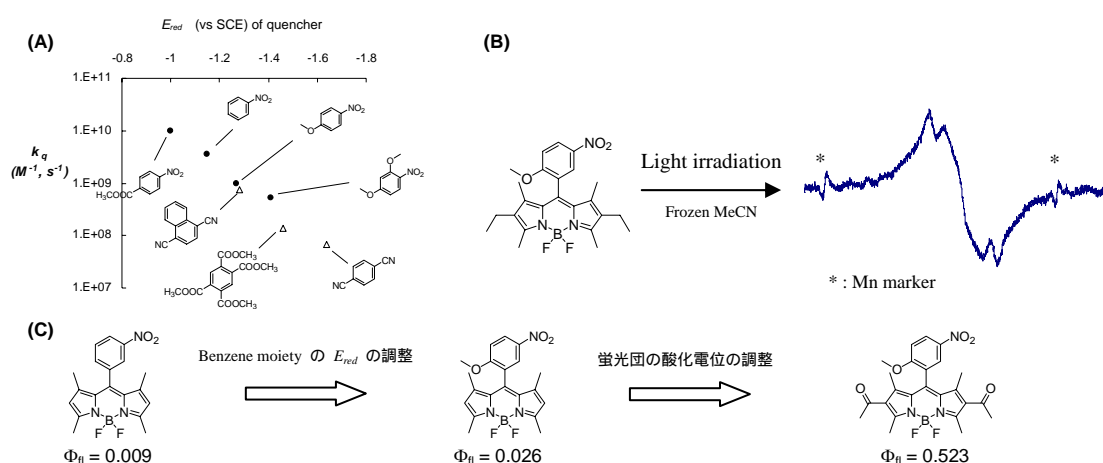 (A)
E_red (vs SCE) of quencher
-0.8 -1 -1.2 -1.4 -1.6 -1.8
1.E+11
1.E+10
1.E+09
1.E+08
1.E+07
k_q
(M⁻¹, s⁻¹)
NO₂
O NO₂
H₃COOC NO₂
O O NO₂
CN NC
COOCH₃ H₃COOC COOCH₃ COOCH₃
CN NC
(B)
NO₂
O
N N
B
F F
Light irradiation
Frozen MeCN
* *
* : Mn marker
(C)
NO₂
N N
B
F F
Φfl = 0.009
Benzene moiety の E_red の調整
NO₂
O
N N
B
F F
Φfl = 0.026
蛍光団の酸化電位の調整
NO₂
O
O O
N N
B
F F
Φfl = 0.523